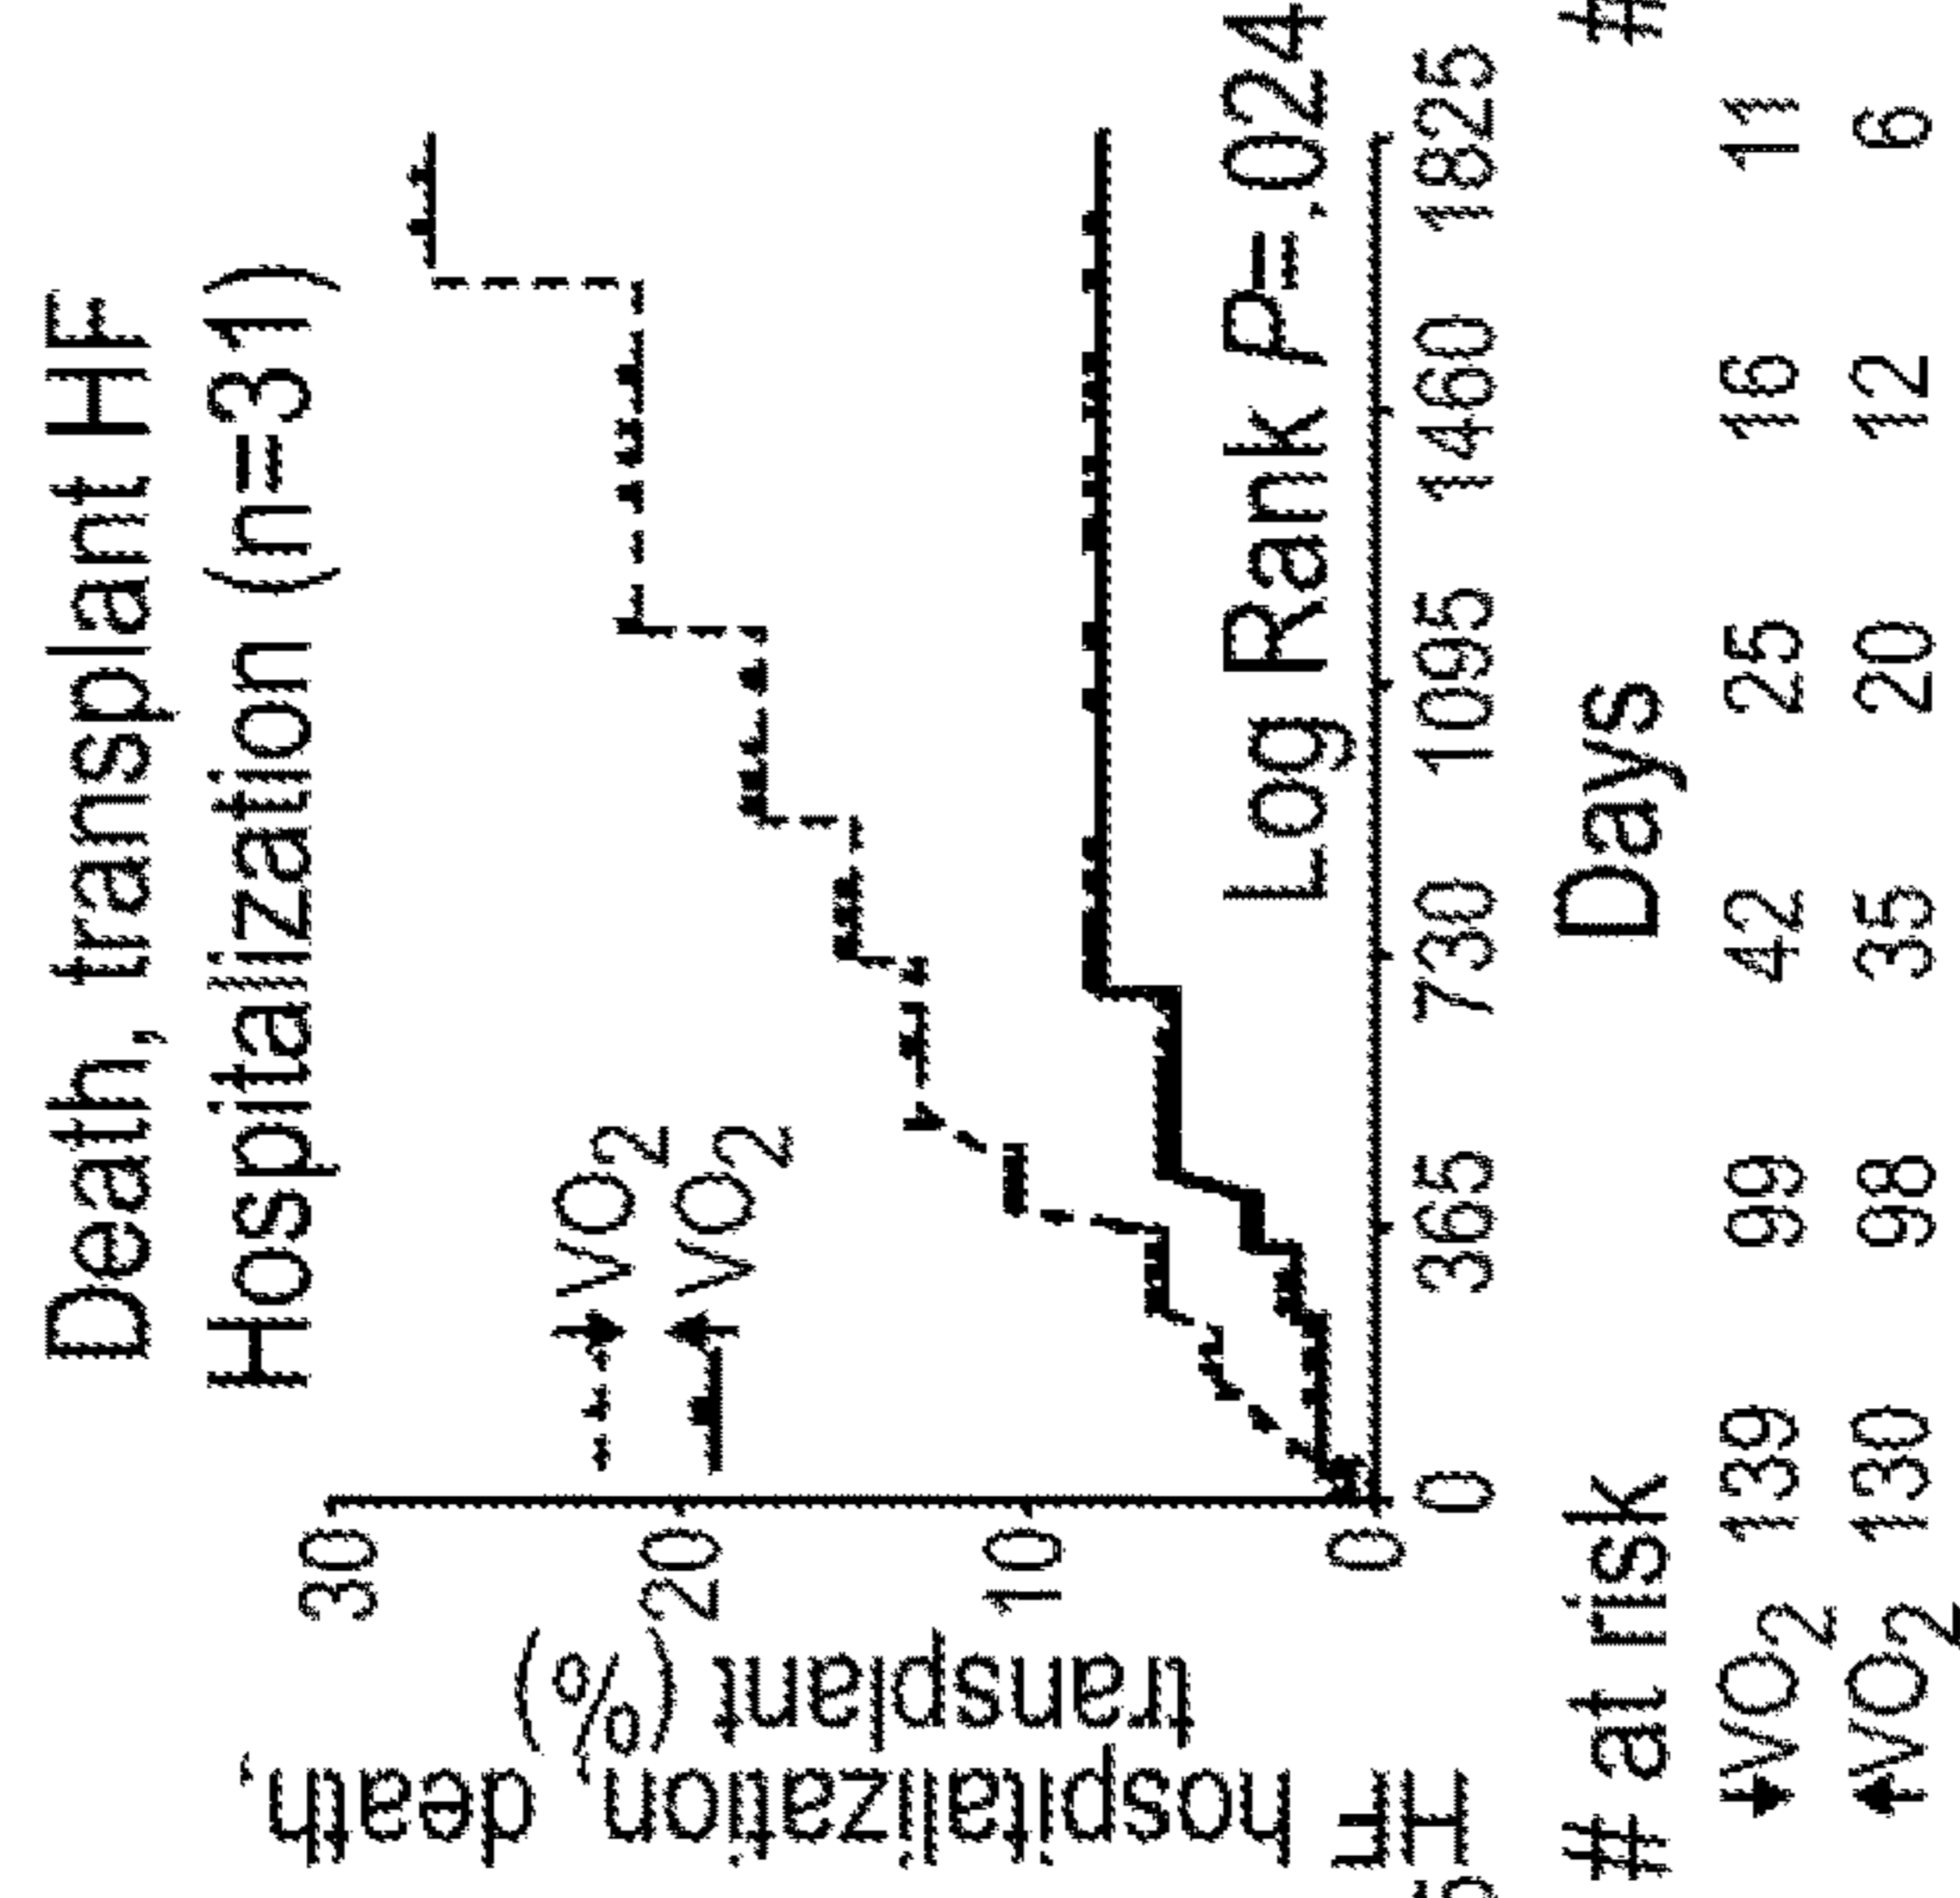 Death, transplant HF
Hospitalization (n=31)
HF hospitalization, death,
transplant (%)
30
20
10
0
↓VO₂
↑VO₂
Log Rank P=.024
0 365 730 1095 1460 1825
Days
# at risk
↓VO₂ 139 99 42 25 16 11
↑VO₂ 130 98 35 20 12 6